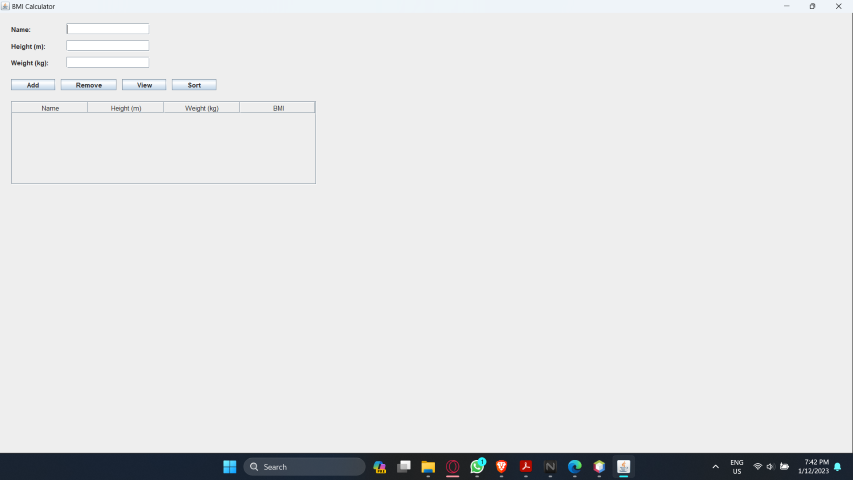 BMI Calculator
Name:
Height (m):
Weight (kg):
Add Remove View Sort
Name Height (m) Weight (kg) BMI
Search
1
ENG
US
7:42 PM
1/12/2023